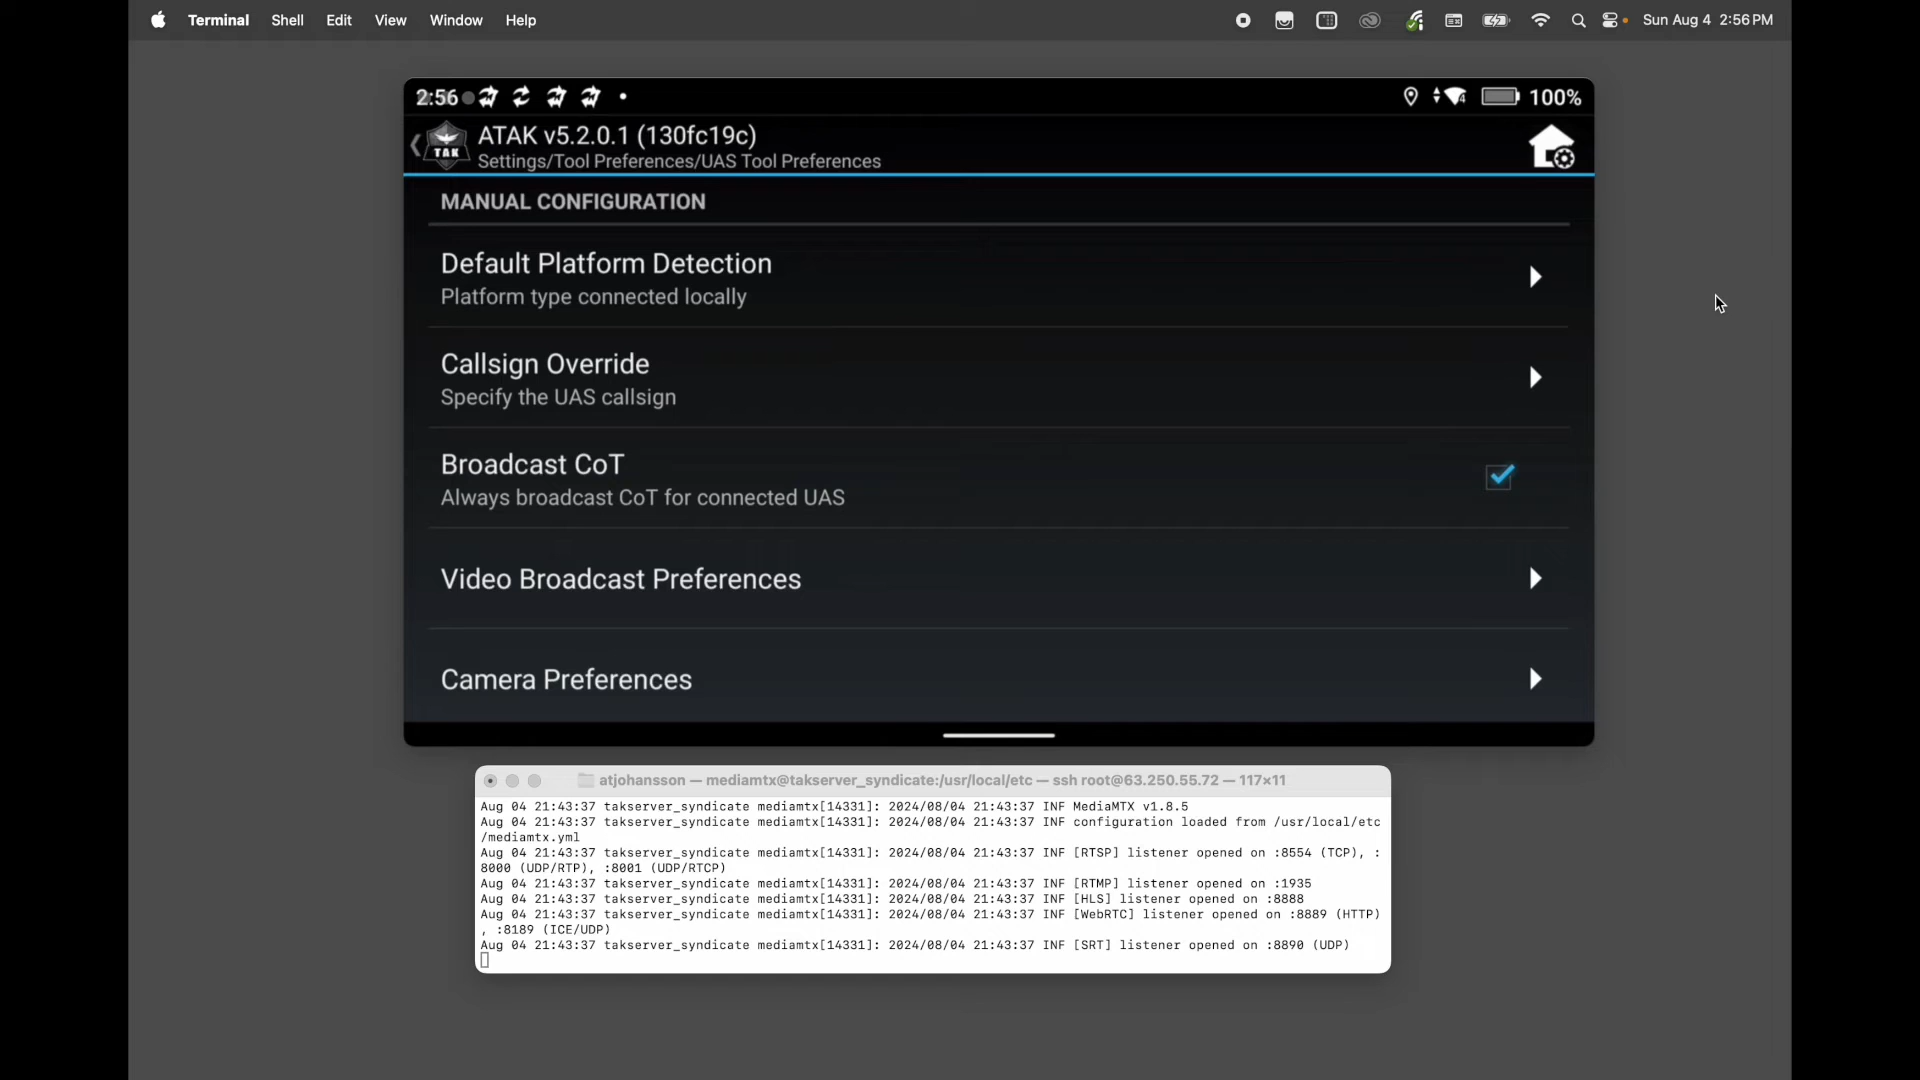 Terminal Shell Edit View Window Help Sun Aug 4 2:56 PM
2:56 100%
ATAK v5.2.0.1 (130fc19c)
TAK
Settings/Tool Preferences/UAS Tool Preferences
MANUAL CONFIGURATION
Default Platform Detection
Platform type connected locally
Callsign Override
Specify the UAS callsign
Broadcast CoT
Always broadcast CoT for connected UAS
Video Broadcast Preferences
Camera Preferences
atjohansson — mediamtx@takserver_syndicate:/usr/local/etc — ssh root@63.250.55.72 — 117×11
Aug 04 21:43:37 takserver_syndicate mediamtx[14331]: 2024/08/04 21:43:37 INF MediaMTX v1.8.5
Aug 04 21:43:37 takserver_syndicate mediamtx[14331]: 2024/08/04 21:43:37 INF configuration loaded from /usr/local/etc
/mediamtx.yml
Aug 04 21:43:37 takserver_syndicate mediamtx[14331]: 2024/08/04 21:43:37 INF [RTSP] listener opened on :8554 (TCP), :
8000 (UDP/RTP), :8001 (UDP/RTCP)
Aug 04 21:43:37 takserver_syndicate mediamtx[14331]: 2024/08/04 21:43:37 INF [RTMP] listener opened on :1935
Aug 04 21:43:37 takserver_syndicate mediamtx[14331]: 2024/08/04 21:43:37 INF [HLS] listener opened on :8888
Aug 04 21:43:37 takserver_syndicate mediamtx[14331]: 2024/08/04 21:43:37 INF [WebRTC] listener opened on :8889 (HTTP)
, :8189 (ICE/UDP)
Aug 04 21:43:37 takserver_syndicate mediamtx[14331]: 2024/08/04 21:43:37 INF [SRT] listener opened on :8890 (UDP)